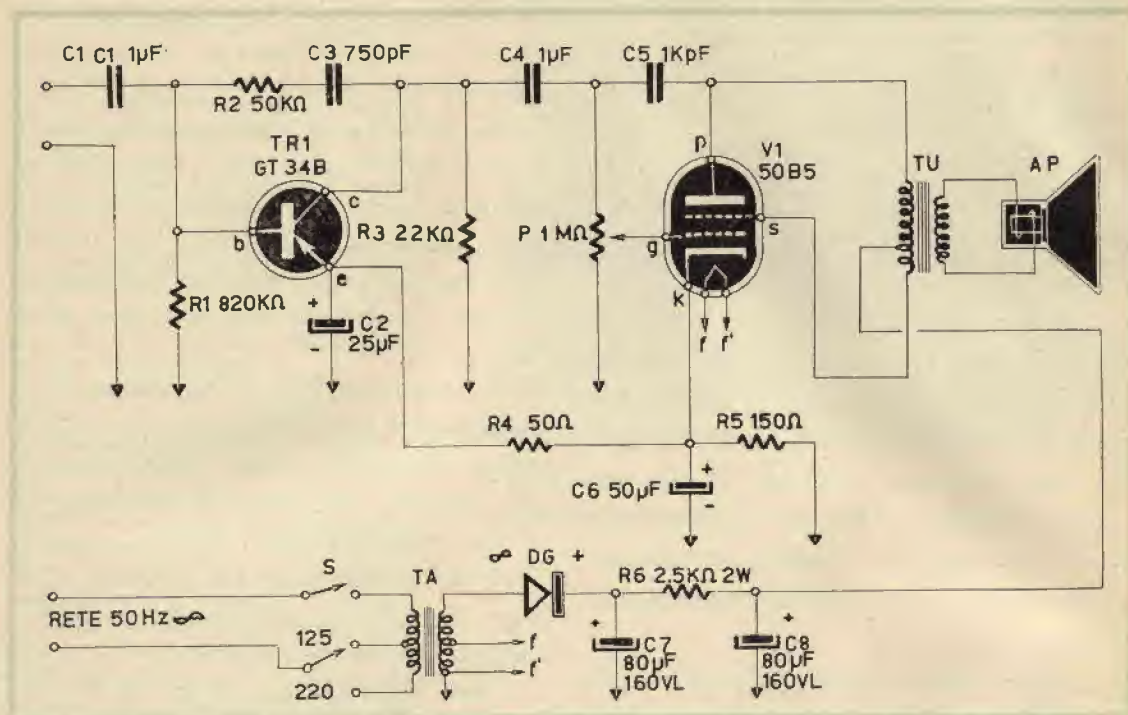 C1 C1 1µF
C3 750pF
C4 1µF
C5 1KpF
R2 50KΩ
TR1
GT 34B
c
b
e
R3 22KΩ
P 1 MΩ
p
V1
50B5
g
s
k
f f'
TU
AP
R1 820KΩ
+
C2
25µF
-
R4 50Ω
R5 150Ω
+
C6 50µF
-
S
TA
DG +
R6 2.5KΩ 2W
RETE 50Hz
125
220
f
f'
+
C7
80µF
160VL
+
C8
80µF
160VL